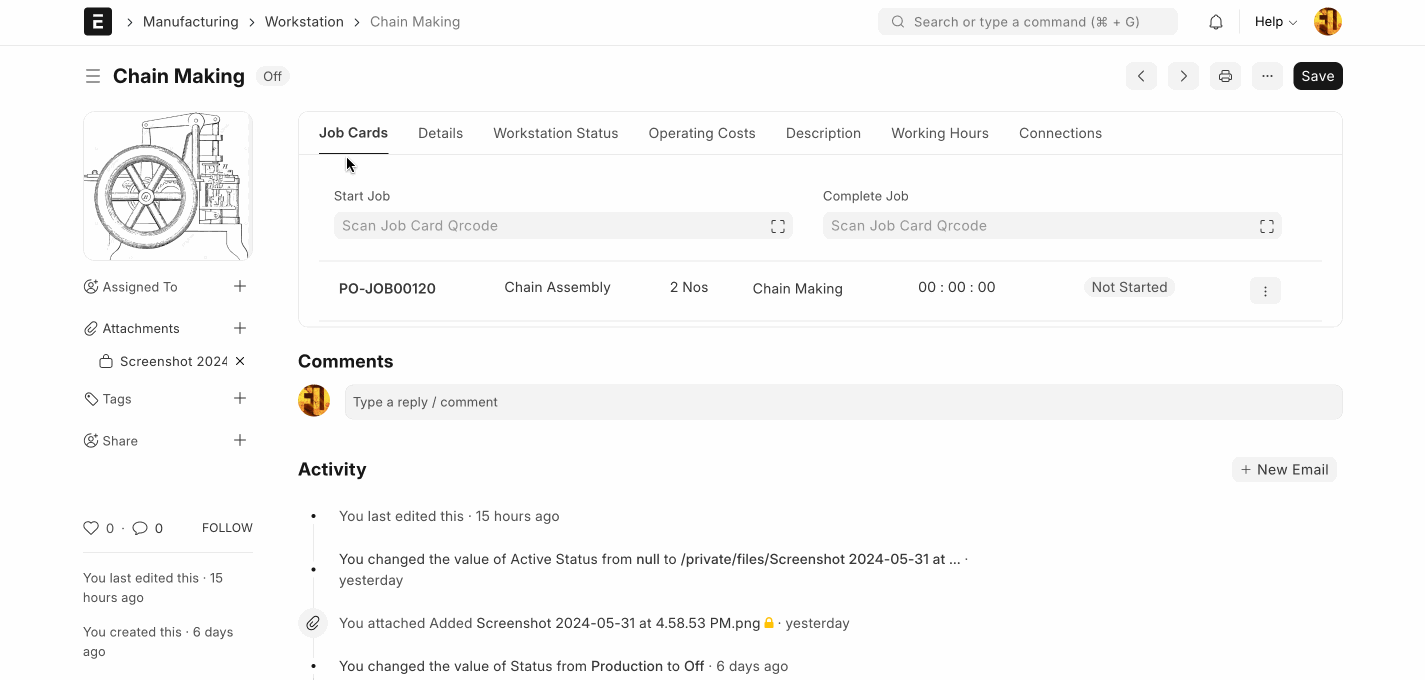 E > Manufacturing > Workstation > Chain Making
Search or type a command (⌘ + G)
Help
Chain Making Off
Save
Job Cards Details Workstation Status Operating Costs Description Working Hours Connections
Start Job Complete Job
Scan Job Card Qrcode Scan Job Card Qrcode
PO-JOB00120 Chain Assembly 2 Nos Chain Making 00 : 00 : 00 Not Started
Assigned To
Attachments
Screenshot 2024
Tags
Share
0 · 0 FOLLOW
You last edited this · 15
hours ago
You created this · 6 days
ago
Comments
Type a reply / comment
Activity
+ New Email
You last edited this · 15 hours ago
You changed the value of Active Status from null to /private/files/Screenshot 2024-05-31 at ... ·
yesterday
You attached Added Screenshot 2024-05-31 at 4.58.53 PM.png 🔒 · yesterday
You changed the value of Status from Production to Off · 6 days ago